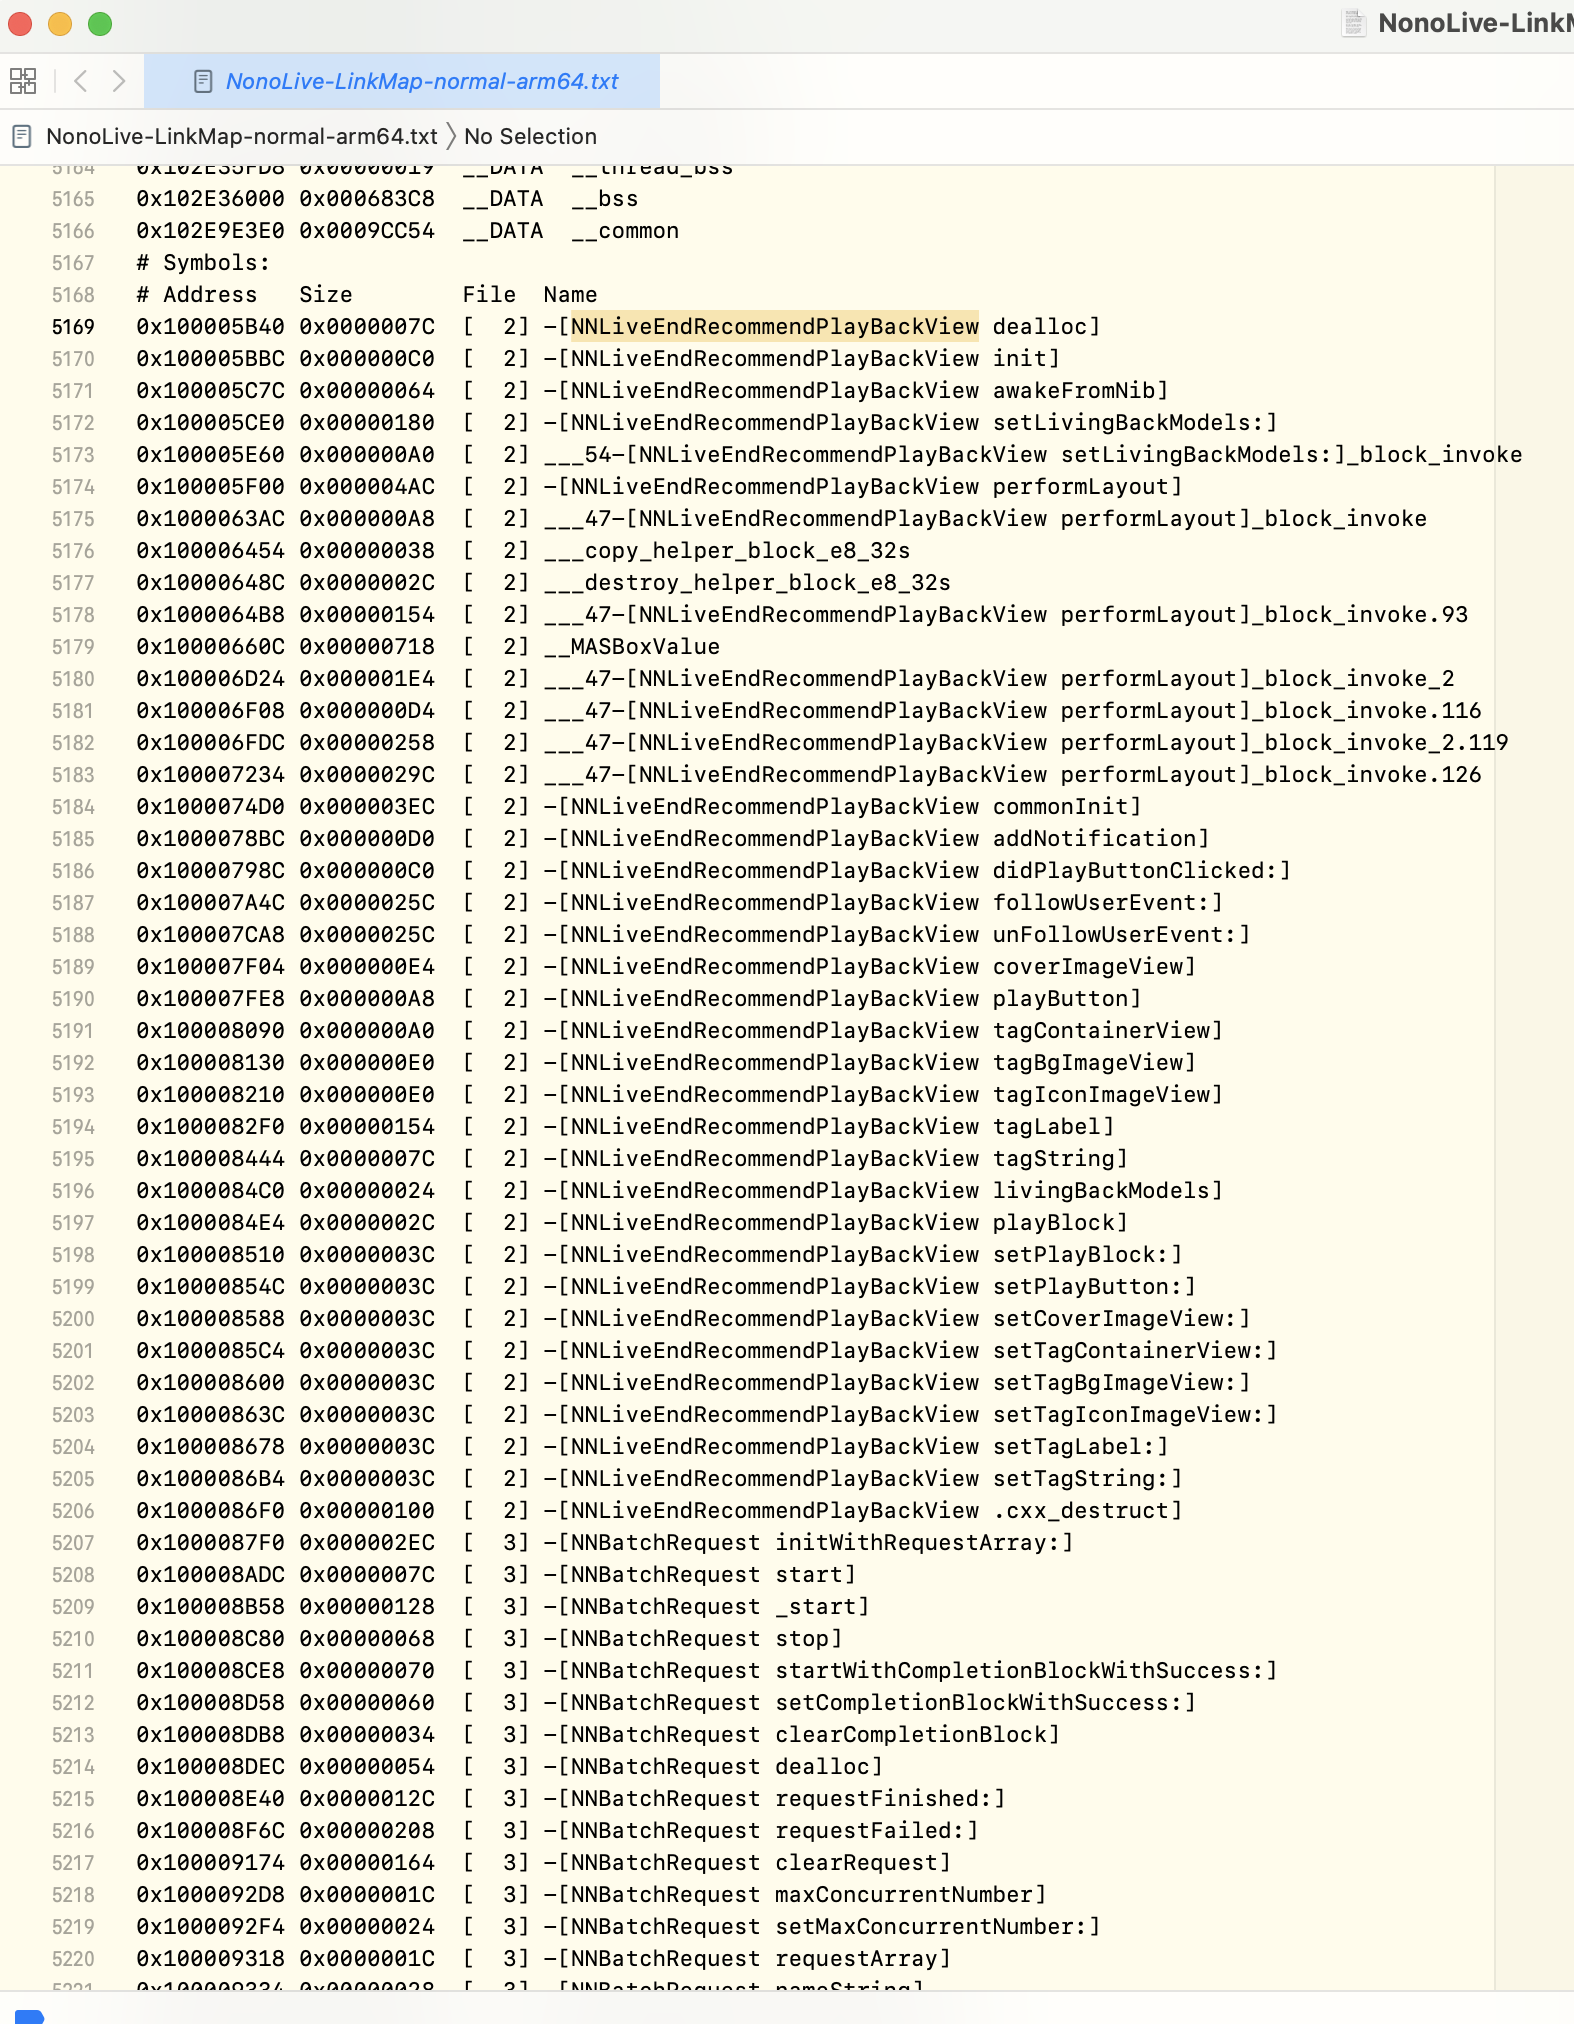 NonoLive-LinkM
NonoLive-LinkMap-normal-arm64.txt
NonoLive-LinkMap-normal-arm64.txt 〉 No Selection
5164 0x102E35FD8 0x00000019 __DATA __thread_bss
5165 0x102E36000 0x000683C8 __DATA __bss
5166 0x102E9E3E0 0x0009CC54 __DATA __common
5167 # Symbols:
5168 # Address Size File Name
5169 0x100005B40 0x0000007C [ 2] -[NNLiveEndRecommendPlayBackView dealloc]
5170 0x100005BBC 0x000000C0 [ 2] -[NNLiveEndRecommendPlayBackView init]
5171 0x100005C7C 0x00000064 [ 2] -[NNLiveEndRecommendPlayBackView awakeFromNib]
5172 0x100005CE0 0x00000180 [ 2] -[NNLiveEndRecommendPlayBackView setLivingBackModels:]
5173 0x100005E60 0x000000A0 [ 2] ___54-[NNLiveEndRecommendPlayBackView setLivingBackModels:]_block_invoke
5174 0x100005F00 0x000004AC [ 2] -[NNLiveEndRecommendPlayBackView performLayout]
5175 0x1000063AC 0x000000A8 [ 2] ___47-[NNLiveEndRecommendPlayBackView performLayout]_block_invoke
5176 0x100006454 0x00000038 [ 2] ___copy_helper_block_e8_32s
5177 0x10000648C 0x0000002C [ 2] ___destroy_helper_block_e8_32s
5178 0x1000064B8 0x00000154 [ 2] ___47-[NNLiveEndRecommendPlayBackView performLayout]_block_invoke.93
5179 0x10000660C 0x00000718 [ 2] __MASBoxValue
5180 0x100006D24 0x000001E4 [ 2] ___47-[NNLiveEndRecommendPlayBackView performLayout]_block_invoke_2
5181 0x100006F08 0x000000D4 [ 2] ___47-[NNLiveEndRecommendPlayBackView performLayout]_block_invoke.116
5182 0x100006FDC 0x00000258 [ 2] ___47-[NNLiveEndRecommendPlayBackView performLayout]_block_invoke_2.119
5183 0x100007234 0x0000029C [ 2] ___47-[NNLiveEndRecommendPlayBackView performLayout]_block_invoke.126
5184 0x1000074D0 0x000003EC [ 2] -[NNLiveEndRecommendPlayBackView commonInit]
5185 0x1000078BC 0x000000D0 [ 2] -[NNLiveEndRecommendPlayBackView addNotification]
5186 0x10000798C 0x000000C0 [ 2] -[NNLiveEndRecommendPlayBackView didPlayButtonClicked:]
5187 0x100007A4C 0x0000025C [ 2] -[NNLiveEndRecommendPlayBackView followUserEvent:]
5188 0x100007CA8 0x0000025C [ 2] -[NNLiveEndRecommendPlayBackView unFollowUserEvent:]
5189 0x100007F04 0x000000E4 [ 2] -[NNLiveEndRecommendPlayBackView coverImageView]
5190 0x100007FE8 0x000000A8 [ 2] -[NNLiveEndRecommendPlayBackView playButton]
5191 0x100008090 0x000000A0 [ 2] -[NNLiveEndRecommendPlayBackView tagContainerView]
5192 0x100008130 0x000000E0 [ 2] -[NNLiveEndRecommendPlayBackView tagBgImageView]
5193 0x100008210 0x000000E0 [ 2] -[NNLiveEndRecommendPlayBackView tagIconImageView]
5194 0x1000082F0 0x00000154 [ 2] -[NNLiveEndRecommendPlayBackView tagLabel]
5195 0x100008444 0x0000007C [ 2] -[NNLiveEndRecommendPlayBackView tagString]
5196 0x1000084C0 0x00000024 [ 2] -[NNLiveEndRecommendPlayBackView livingBackModels]
5197 0x1000084E4 0x0000002C [ 2] -[NNLiveEndRecommendPlayBackView playBlock]
5198 0x100008510 0x0000003C [ 2] -[NNLiveEndRecommendPlayBackView setPlayBlock:]
5199 0x10000854C 0x0000003C [ 2] -[NNLiveEndRecommendPlayBackView setPlayButton:]
5200 0x100008588 0x0000003C [ 2] -[NNLiveEndRecommendPlayBackView setCoverImageView:]
5201 0x1000085C4 0x0000003C [ 2] -[NNLiveEndRecommendPlayBackView setTagContainerView:]
5202 0x100008600 0x0000003C [ 2] -[NNLiveEndRecommendPlayBackView setTagBgImageView:]
5203 0x10000863C 0x0000003C [ 2] -[NNLiveEndRecommendPlayBackView setTagIconImageView:]
5204 0x100008678 0x0000003C [ 2] -[NNLiveEndRecommendPlayBackView setTagLabel:]
5205 0x1000086B4 0x0000003C [ 2] -[NNLiveEndRecommendPlayBackView setTagString:]
5206 0x1000086F0 0x00000100 [ 2] -[NNLiveEndRecommendPlayBackView .cxx_destruct]
5207 0x1000087F0 0x000002EC [ 3] -[NNBatchRequest initWithRequestArray:]
5208 0x100008ADC 0x0000007C [ 3] -[NNBatchRequest start]
5209 0x100008B58 0x00000128 [ 3] -[NNBatchRequest _start]
5210 0x100008C80 0x00000068 [ 3] -[NNBatchRequest stop]
5211 0x100008CE8 0x00000070 [ 3] -[NNBatchRequest startWithCompletionBlockWithSuccess:]
5212 0x100008D58 0x00000060 [ 3] -[NNBatchRequest setCompletionBlockWithSuccess:]
5213 0x100008DB8 0x00000034 [ 3] -[NNBatchRequest clearCompletionBlock]
5214 0x100008DEC 0x00000054 [ 3] -[NNBatchRequest dealloc]
5215 0x100008E40 0x0000012C [ 3] -[NNBatchRequest requestFinished:]
5216 0x100008F6C 0x00000208 [ 3] -[NNBatchRequest requestFailed:]
5217 0x100009174 0x00000164 [ 3] -[NNBatchRequest clearRequest]
5218 0x1000092D8 0x0000001C [ 3] -[NNBatchRequest maxConcurrentNumber]
5219 0x1000092F4 0x00000024 [ 3] -[NNBatchRequest setMaxConcurrentNumber:]
5220 0x100009318 0x0000001C [ 3] -[NNBatchRequest requestArray]
5221 0x100009334 0x00000028 [ 3] -[NNBatchRequest nameString]